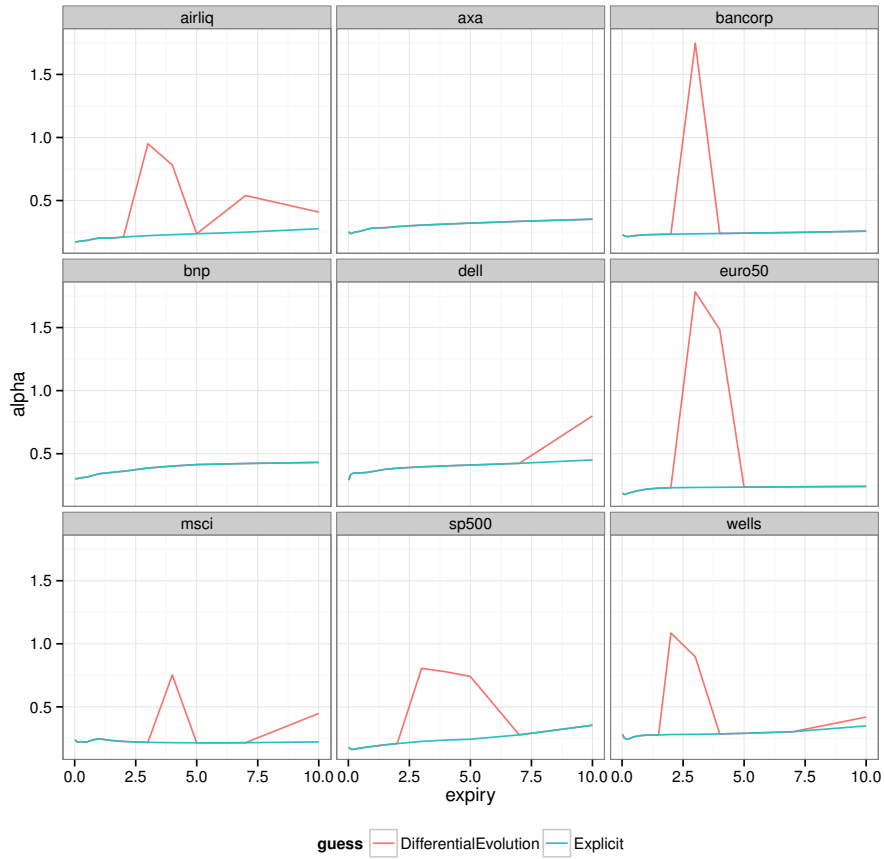 airliq axa bancorp
1.5
1.0
0.5
bnp dell euro50
1.5
1.0
0.5
alpha
msci sp500 wells
1.5
1.0
0.5
0.0 2.5 5.0 7.5 10.0 0.0 2.5 5.0 7.5 10.0 0.0 2.5 5.0 7.5 10.0
expiry
guess DifferentialEvolution Explicit